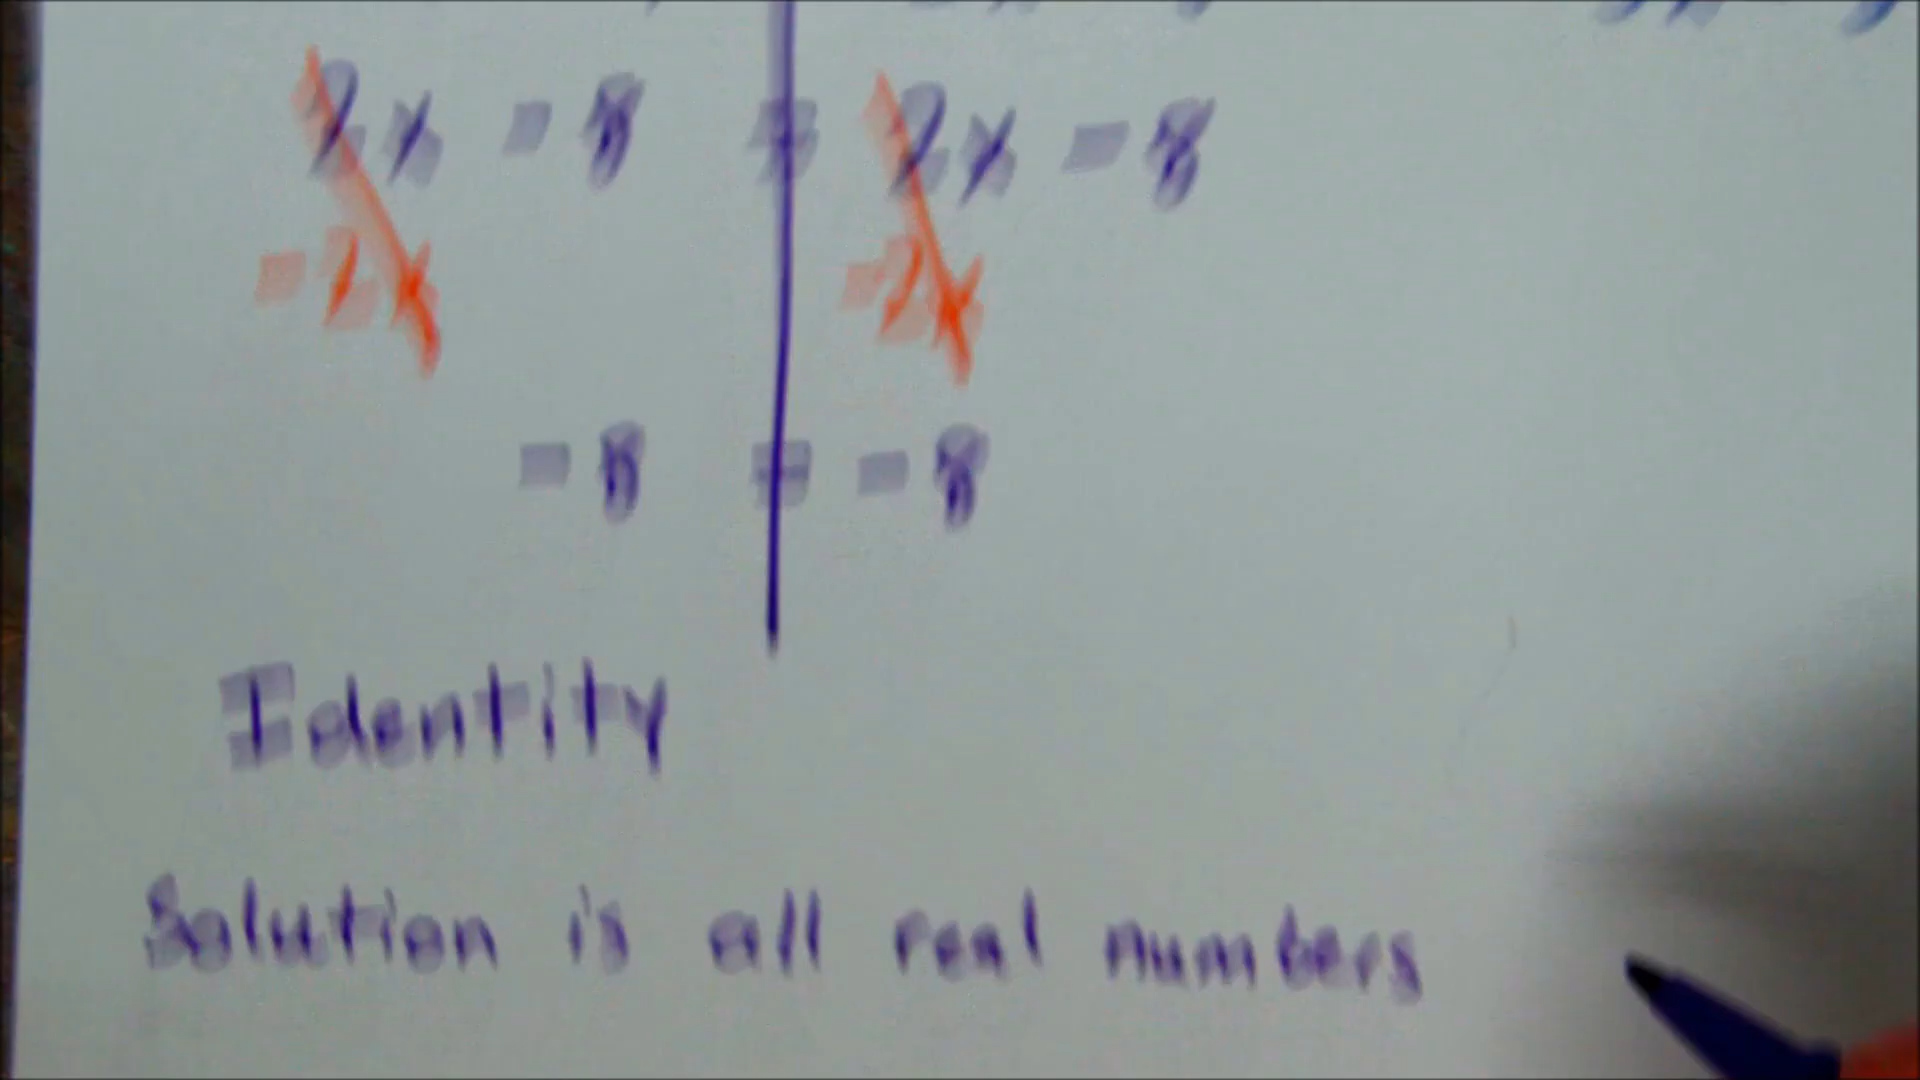 2x - 8 = 2x - 8
-2x -2x
-8 = -8
Identity
Solution is all real numbers